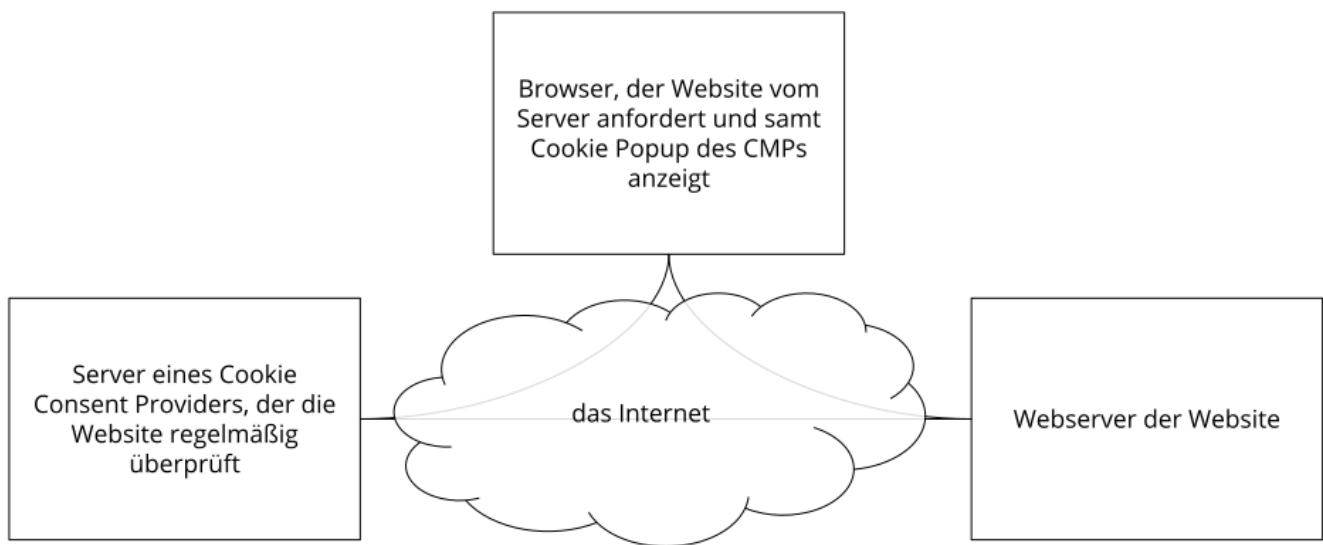 Browser, der Website vom
Server anfordert und samt
Cookie Popup des CMPs
anzeigt
Server eines Cookie
Consent Providers, der die
Website regelmäßig
überprüft
das Internet
Webserver der Website